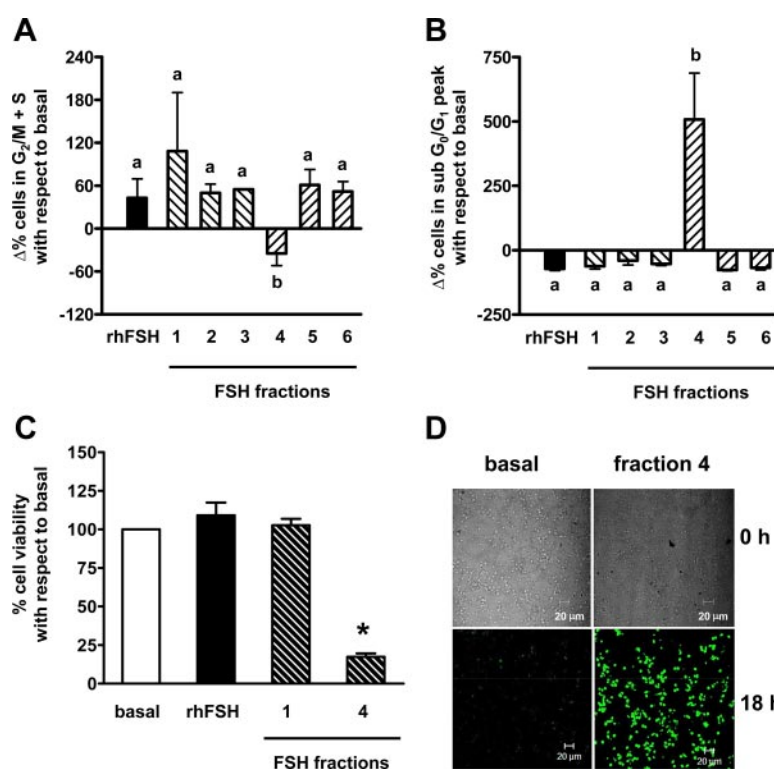 A
Δ% cells in G2/M + S
with respect to basal
240
180
120
60
0
-60
-120
a
a
a
a
b
a
a
rhFSH 1 2 3 4 5 6
FSH fractions
B
Δ% cells in sub G0/G1 peak
with respect to basal
750
500
250
0
-250
a
a
a
a
b
a
a
rhFSH 1 2 3 4 5 6
FSH fractions
C
% cell viability
with respect to basal
150
125
100
75
50
25
0
*
basal rhFSH 1 4
FSH fractions
D
basal fraction 4
0 h
20 µm 20 µm
18 h
20 µm 20 µm